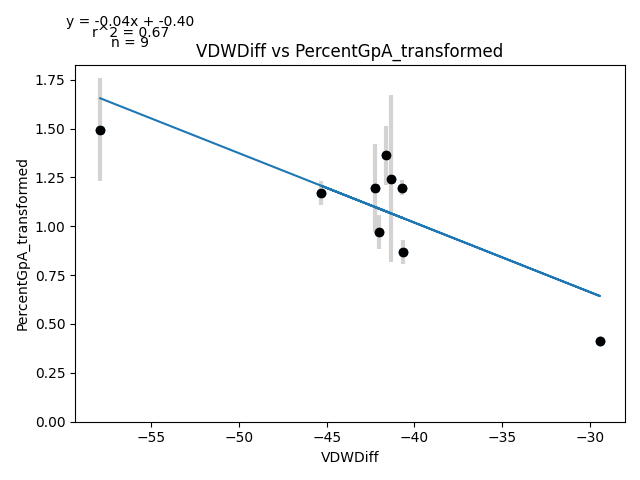 y = -0.04x + -0.40
r^2 = 0.67
n = 9
VDWDiff vs PercentGpA_transformed
1.75
1.50
1.25
1.00
0.75
0.50
0.25
0.00
PercentGpA_transformed
−55
−50
−45
−40
−35
−30
VDWDiff